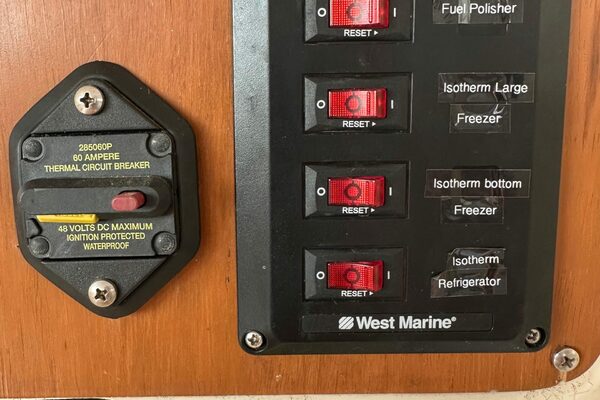 285060P
60 AMPERE
THERMAL CIRCUIT BREAKER
48 VOLTS DC MAXIMUM
IGNITION PROTECTED
WATERPROOF
O I
RESET ▸
Fuel Polisher
O I
RESET ▸
Isotherm Large
Freezer
O I
RESET ▸
Isotherm bottom
Freezer
O I
RESET ▸
Isotherm
Refrigerator
West Marine®